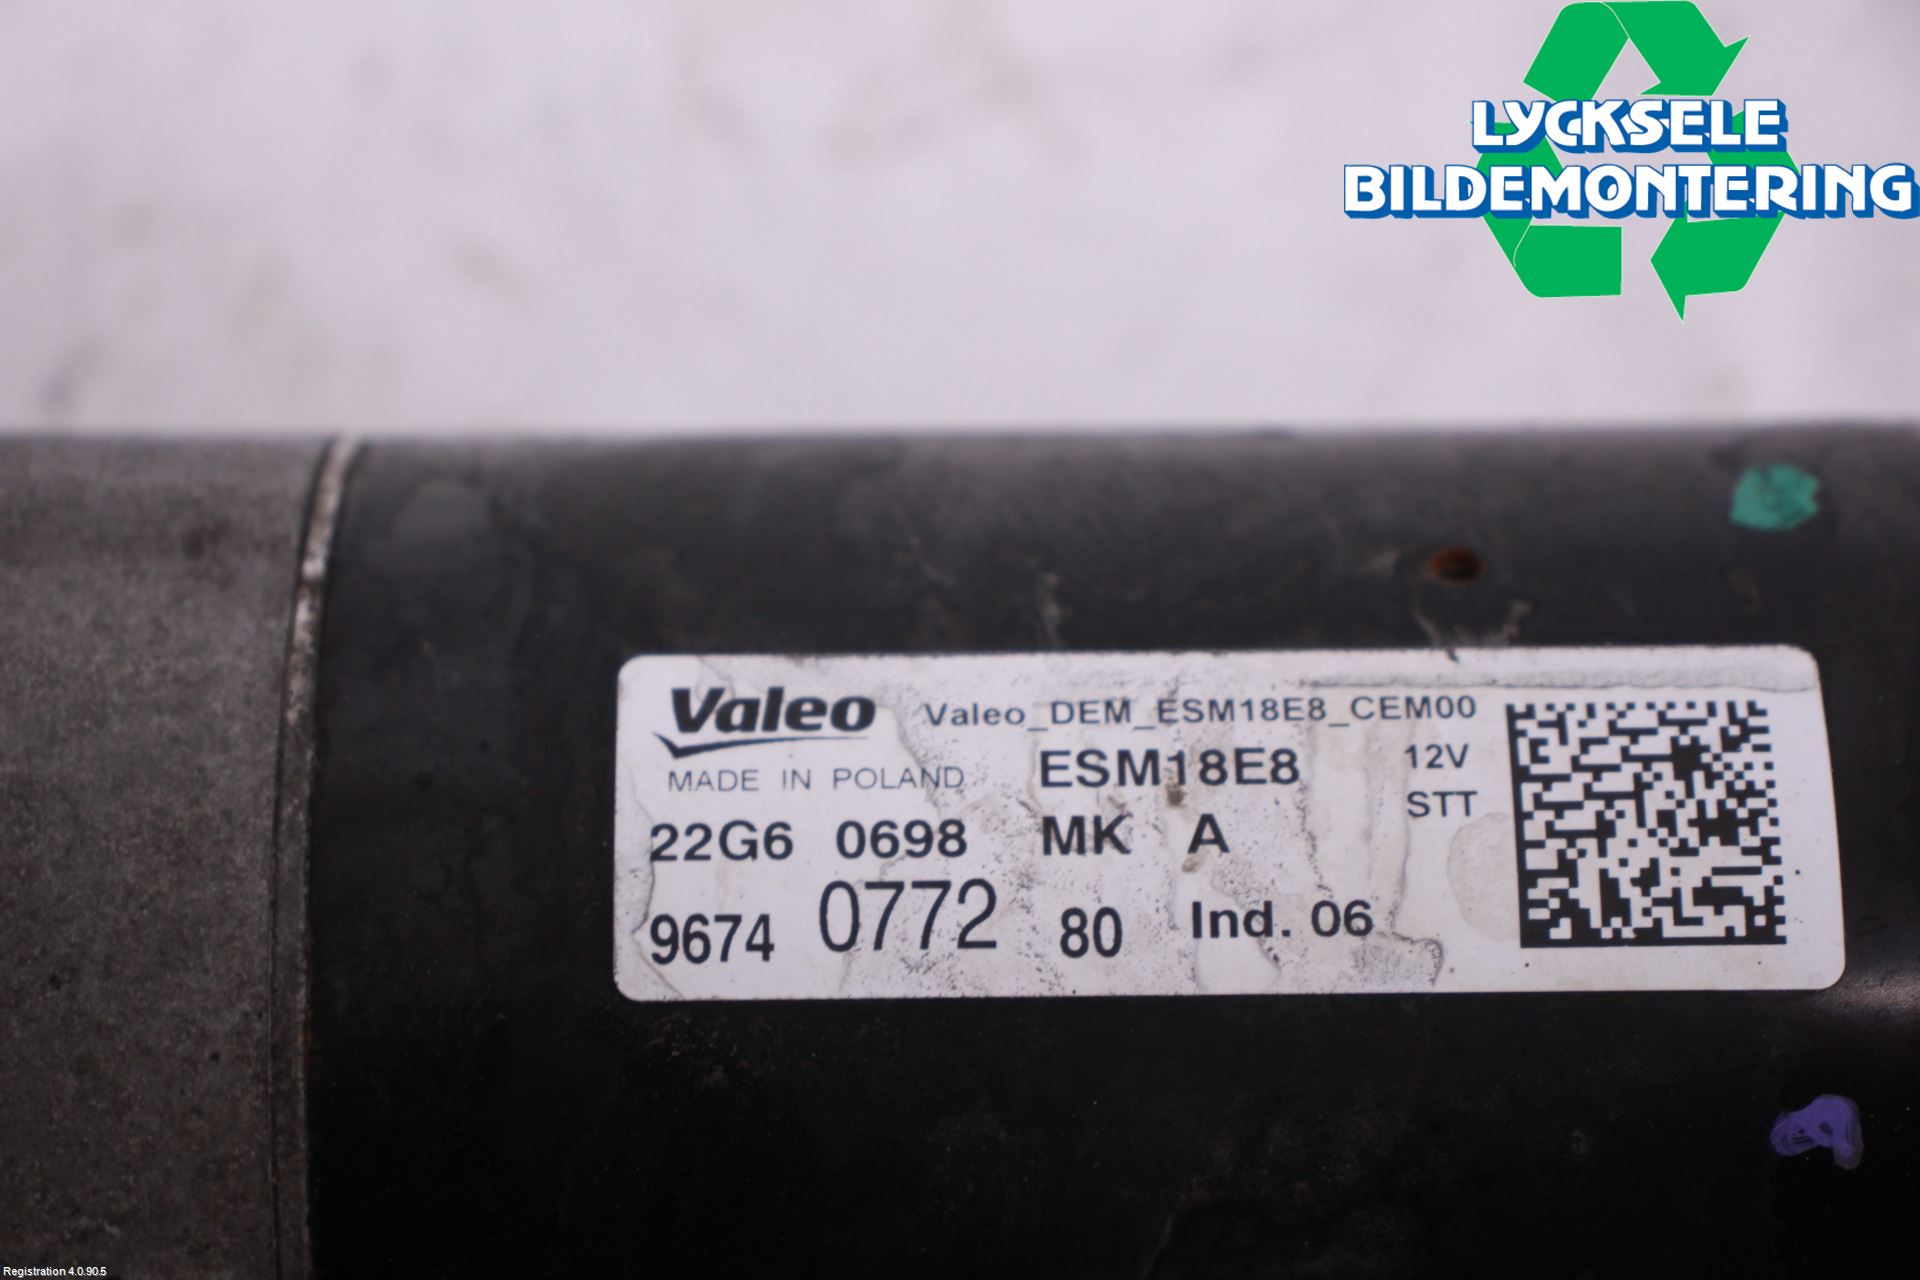 LYCKSELE
BILDEMONTERING
Valeo Valeo_DEM_ESM18E8_CEM00
MADE IN POLAND ESM18E8 12V
STT
22G6 0698 MK A
9674 0772 80 Ind. 06
Registration 4.0.90.5